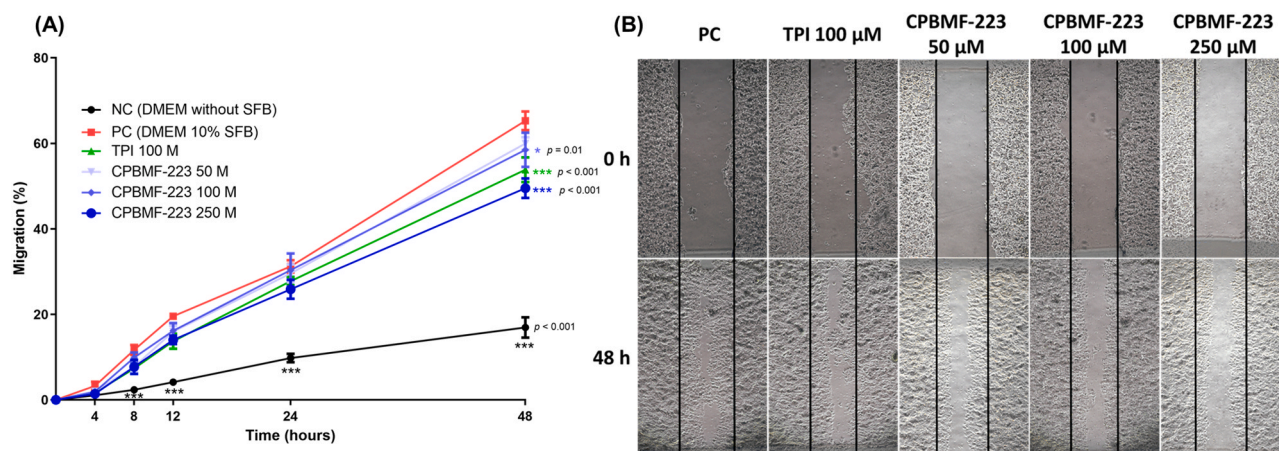 (A)
80
60
40
20
0
Migration (%)
NC (DMEM without SFB)
PC (DMEM 10% SFB)
TPI 100 M
CPBMF-223 50 M
CPBMF-223 100 M
CPBMF-223 250 M
* p = 0.01
*** p < 0.001
*** p < 0.001
p < 0.001
***
***
***
***
4
8
12
24
48
Time (hours)
(B)
PC
TPI 100 μM
CPBMF-223
50 μM
CPBMF-223
100 μM
CPBMF-223
250 μM
0 h
48 h